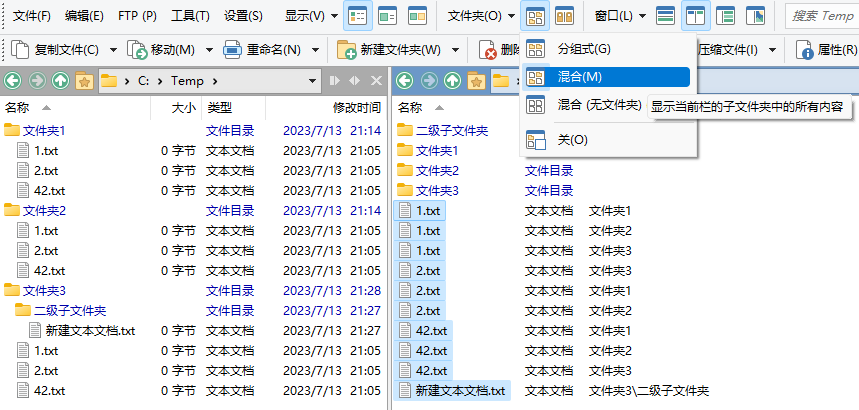 文件(F) 编辑(E) FTP (P) 工具(T) 设置(S) 显示(V) 文件夹(O) 窗口(L) 搜索 Temp
复制文件(C) 移动(M) 重命名(N) 新建文件夹(W) 压缩文件(I) 属性(R)
分组式(G)
混合(M)
混合 (无文件夹)
显示当前栏的子文件夹中的所有内容
关(O)
C: Temp
名称 大小 类型 修改时间
文件夹1 文件目录 2023/7/13 21:14
1.txt 0 字节 文本文档 2023/7/13 21:05
2.txt 0 字节 文本文档 2023/7/13 21:05
42.txt 0 字节 文本文档 2023/7/13 21:05
文件夹2 文件目录 2023/7/13 21:14
1.txt 0 字节 文本文档 2023/7/13 21:05
2.txt 0 字节 文本文档 2023/7/13 21:05
42.txt 0 字节 文本文档 2023/7/13 21:05
文件夹3 文件目录 2023/7/13 21:28
二级子文件夹 文件目录 2023/7/13 21:27
新建文本文档.txt 0 字节 文本文档 2023/7/13 21:27
1.txt 0 字节 文本文档 2023/7/13 21:05
2.txt 0 字节 文本文档 2023/7/13 21:05
42.txt 0 字节 文本文档 2023/7/13 21:05
名称
二级子文件夹
文件夹1
文件夹2 文件目录
文件夹3 文件目录
1.txt 文本文档 文件夹1
1.txt 文本文档 文件夹2
1.txt 文本文档 文件夹3
2.txt 文本文档 文件夹3
2.txt 文本文档 文件夹1
2.txt 文本文档 文件夹2
42.txt 文本文档 文件夹1
42.txt 文本文档 文件夹2
42.txt 文本文档 文件夹3
新建文本文档.txt 文本文档 文件夹3\二级子文件夹